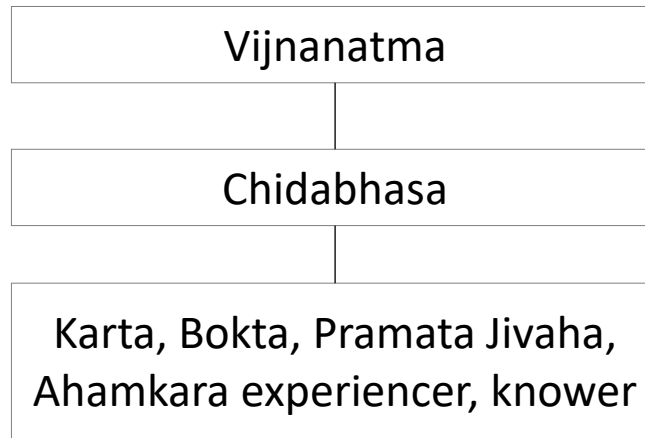 Vijnanatma
Chidabhasa
Karta, Bokta, Pramata Jivaha,
Ahamkara experiencer, knower